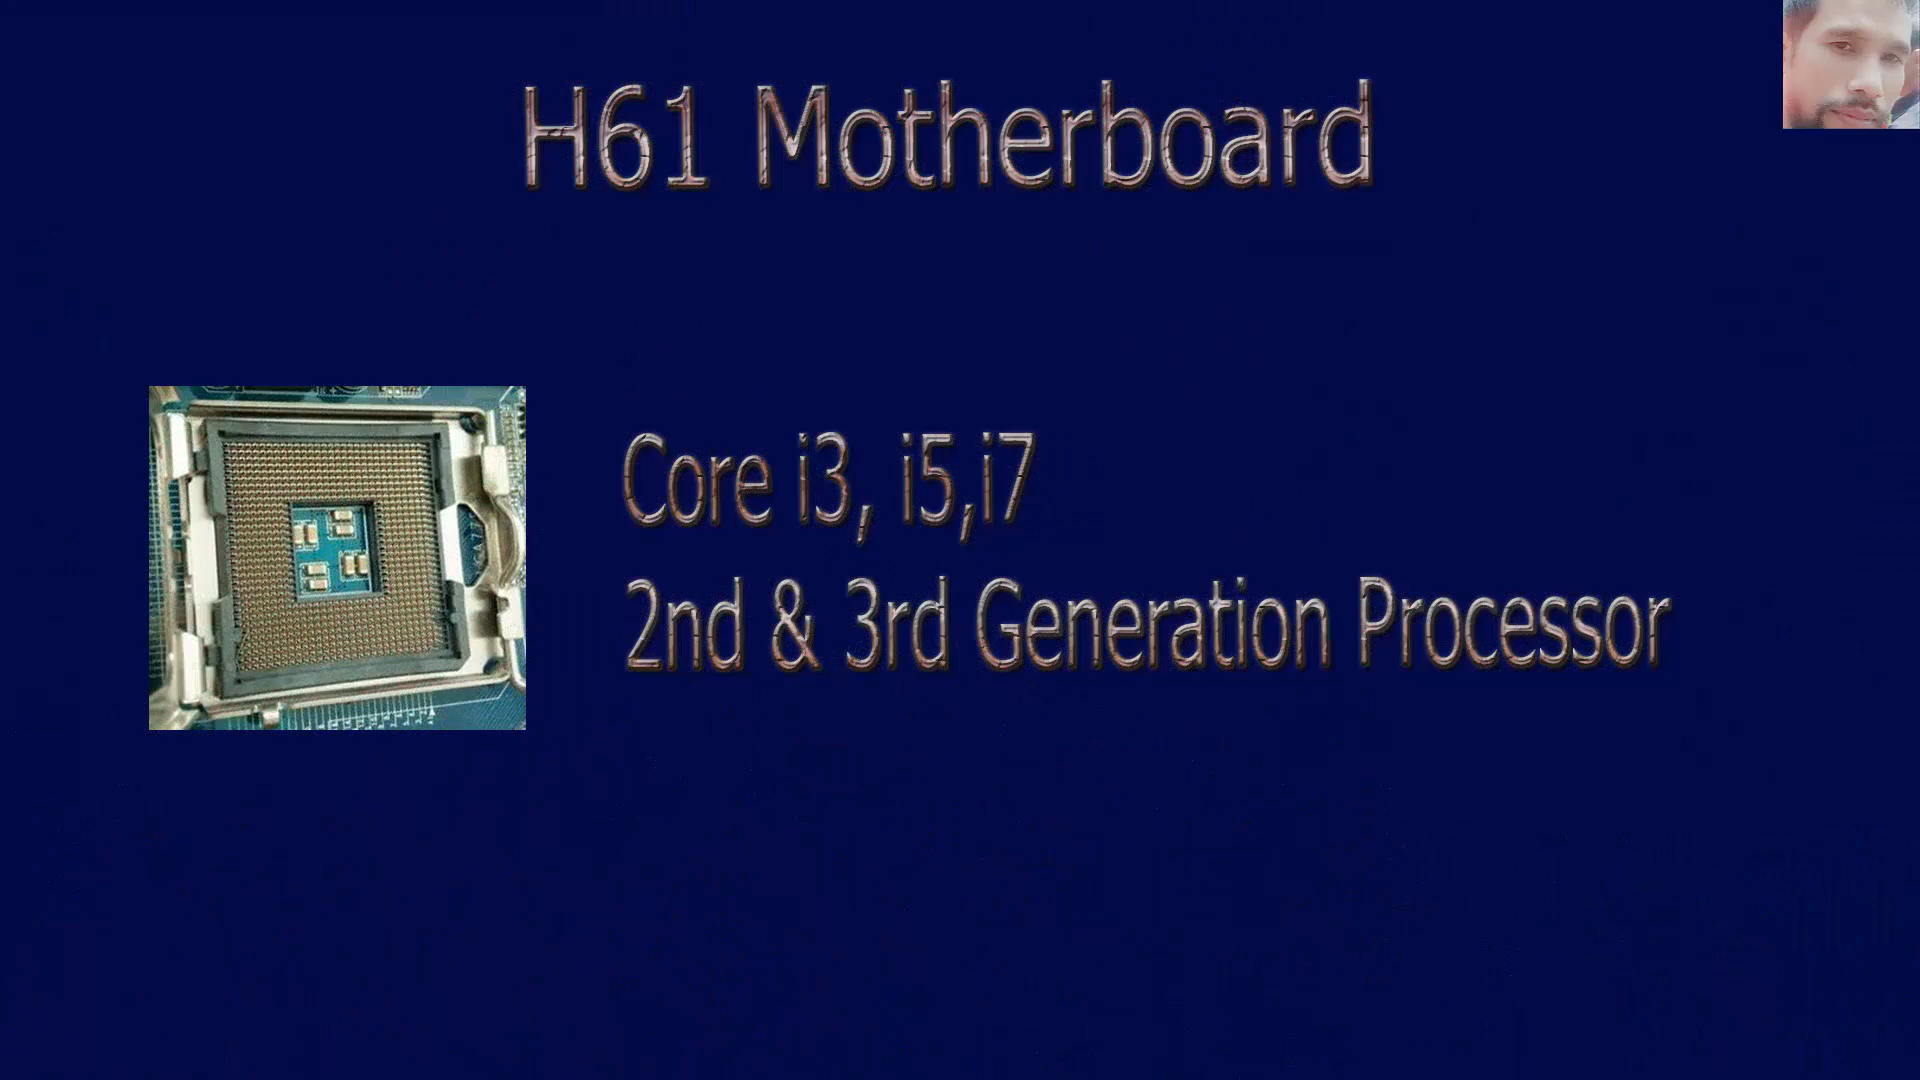 H61 Motherboard
Core i3, i5,i7
2nd & 3rd Generation Processor